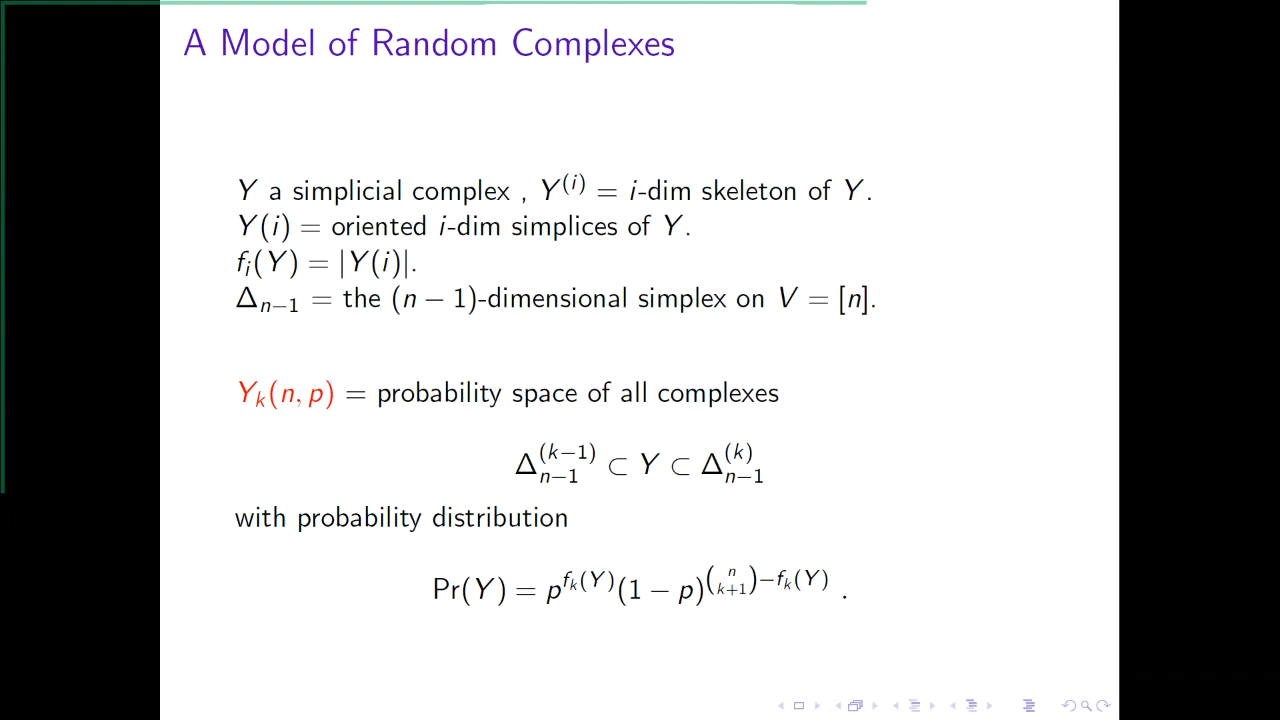 A Model of Random Complexes
Y a simplicial complex , Y^{(i)} = i-dim skeleton of Y.
Y(i) = oriented i-dim simplices of Y.
f_i(Y) = |Y(i)|.
Δ_{n−1} = the (n − 1)-dimensional simplex on V = [n].
Y_k(n, p) = probability space of all complexes
Δ_{n−1}^{(k−1)} ⊂ Y ⊂ Δ_{n−1}^{(k)}
with probability distribution
Pr(Y) = p^{f_k(Y)}(1 − p)^{\binom{n}{k+1}−f_k(Y)} .